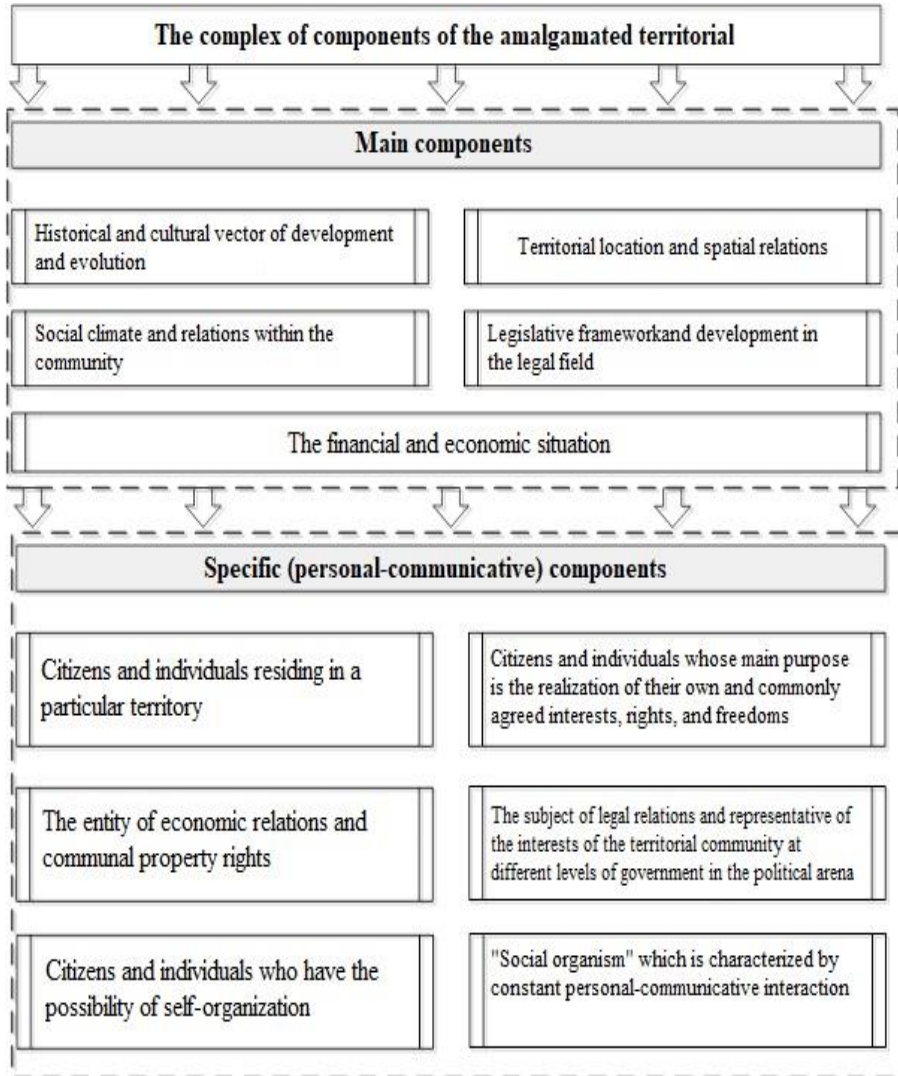 The complex of components of the amalgamated territorial
Main components
Historical and cultural vector of development
and evolution
Territorial location and spatial relations
Social climate and relations within the
community
Legislative frameworkand development in
the legal field
The financial and economic situation
Specific (personal-communicative) components
Citizens and individuals residing in a
particular territory
Citizens and individuals whose main purpose
is the realization of their own and commonly
agreed interests, rights, and freedoms
The entity of economic relations and
communal property rights
The subject of legal relations and representative of
the interests of the territorial community at
different levels of government in the political arena
Citizens and individuals who have the
possibility of self-organization
"Social organism" which is characterized by
constant personal-communicative interaction